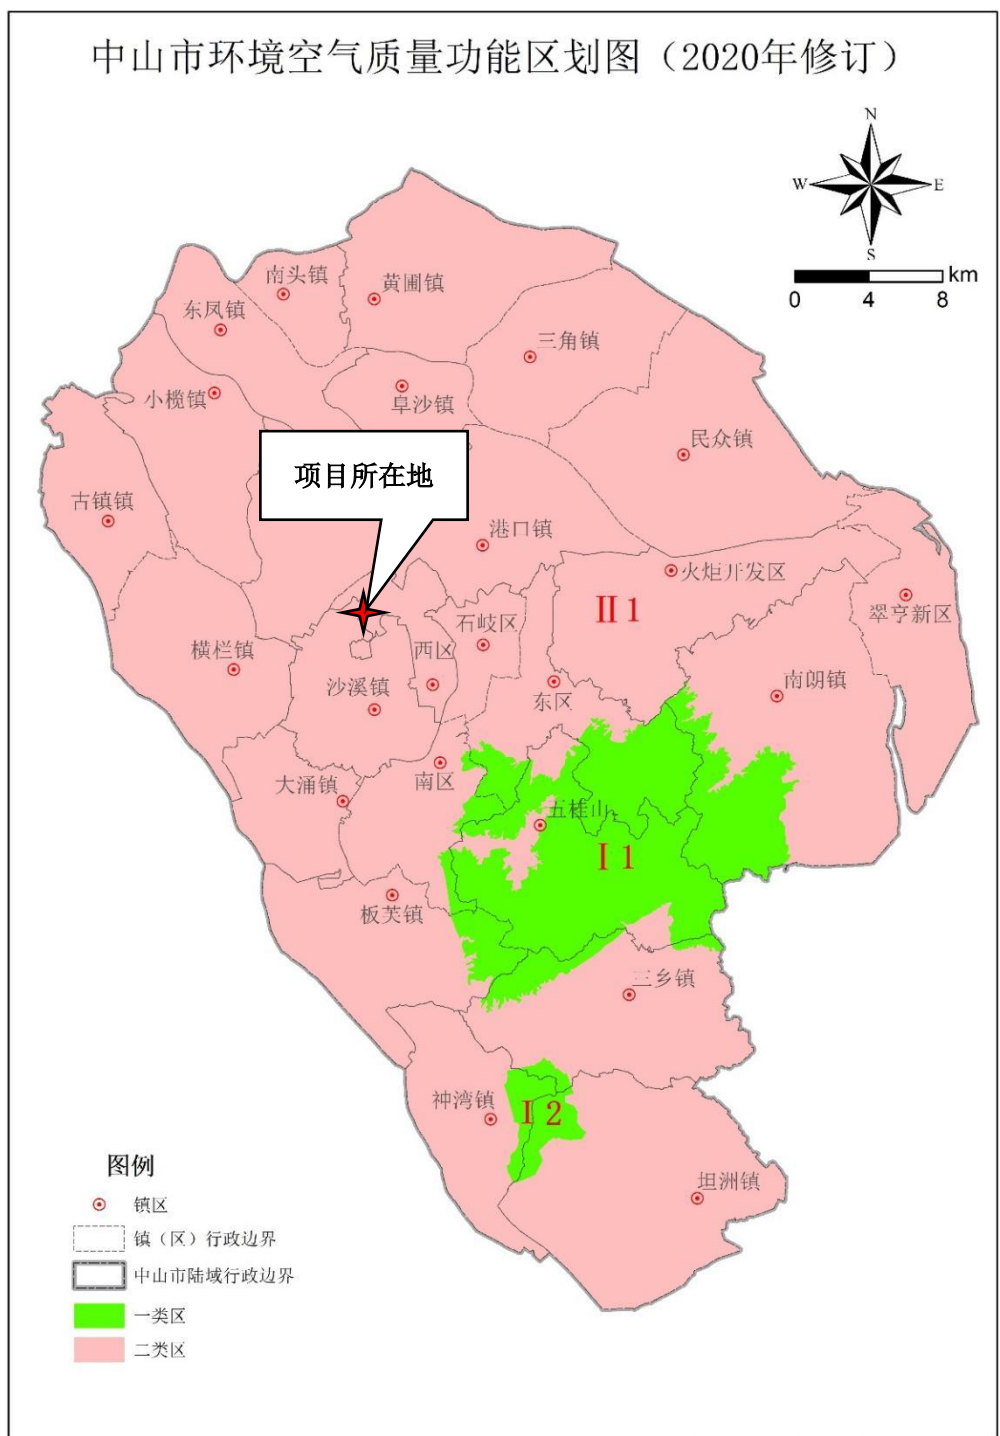 中山市环境空气质量功能区划图（2020年修订）
N
W
E
S
km
0 4 8
南头镇
黄圃镇
东凤镇
三角镇
小榄镇
阜沙镇
民众镇
项目所在地
古镇镇
港口镇
火炬开发区
翠亨新区
Ⅱ1
石岐区
横栏镇
西区
沙溪镇
东区
南朗镇
大涌镇
南区
五桂山
Ⅰ1
板芙镇
三乡镇
神湾镇
Ⅰ2
坦洲镇
图例
镇区
镇（区）行政边界
中山市陆域行政边界
一类区
二类区